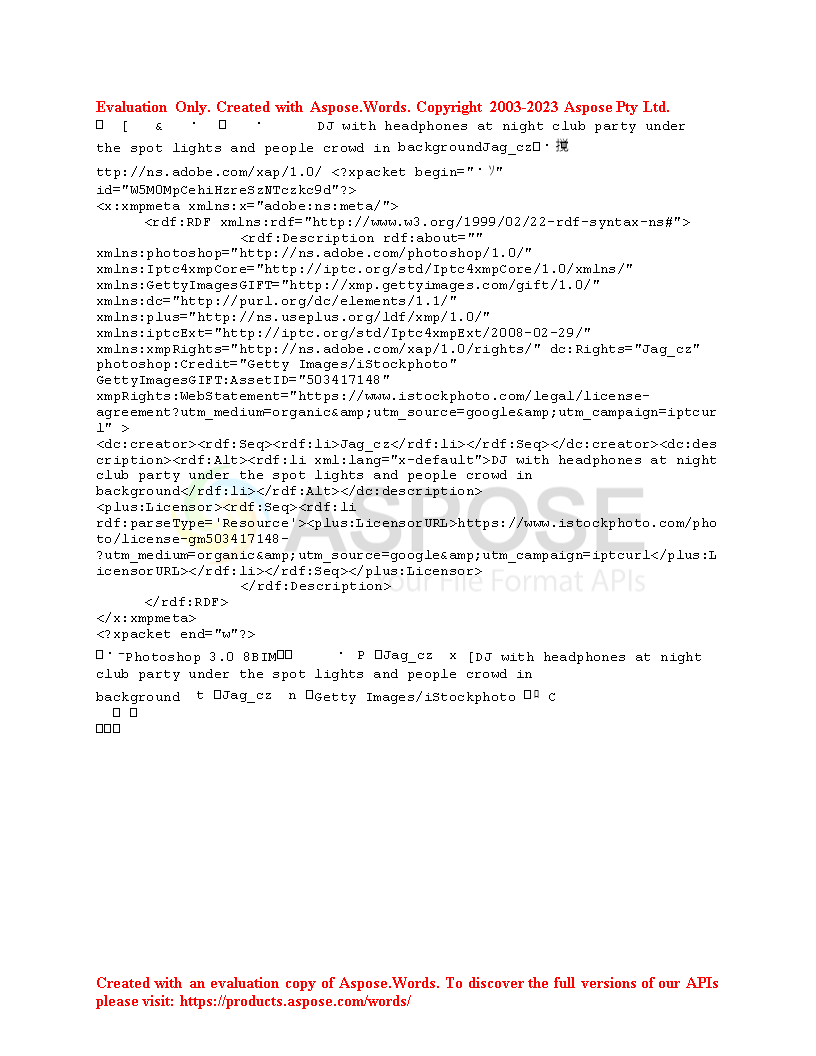 Evaluation Only. Created with Aspose.Words. Copyright 2003-2023 Aspose Pty Ltd.
[ & DJ with headphones at night club party under
the spot lights and people crowd in backgroundJag_cz 撹
ttp://ns.adobe.com/xap/1.0/ <?xpacket begin="・ｿ"
id="W5M0MpCehiHzreSzNTczkc9d"?>
<x:xmpmeta xmlns:x="adobe:ns:meta/">
<rdf:RDF xmlns:rdf="http://www.w3.org/1999/02/22-rdf-syntax-ns#">
<rdf:Description rdf:about=""
xmlns:photoshop="http://ns.adobe.com/photoshop/1.0/"
xmlns:Iptc4xmpCore="http://iptc.org/std/Iptc4xmpCore/1.0/xmlns/"
xmlns:GettyImagesGIFT="http://xmp.gettyimages.com/gift/1.0/"
xmlns:dc="http://purl.org/dc/elements/1.1/"
xmlns:plus="http://ns.useplus.org/ldf/xmp/1.0/"
xmlns:iptcExt="http://iptc.org/std/Iptc4xmpExt/2008-02-29/"
xmlns:xmpRights="http://ns.adobe.com/xap/1.0/rights/" dc:Rights="Jag_cz"
photoshop:Credit="Getty Images/iStockphoto"
GettyImagesGIFT:AssetID="503417148"
xmpRights:WebStatement="https://www.istockphoto.com/legal/license-
agreement?utm_medium=organic&amp;utm_source=google&amp;utm_campaign=iptcur
l" >
<dc:creator><rdf:Seq><rdf:li>Jag_cz</rdf:li></rdf:Seq></dc:creator><dc:des
cription><rdf:Alt><rdf:li xml:lang="x-default">DJ with headphones at night
club party under the spot lights and people crowd in
background</rdf:li></rdf:Alt></dc:description>
<plus:Licensor><rdf:Seq><rdf:li
rdf:parseType='Resource'><plus:LicensorURL>https://www.istockphoto.com/pho
to/license-gm503417148-
?utm_medium=organic&amp;utm_source=google&amp;utm_campaign=iptcurl</plus:L
icensorURL></rdf:li></rdf:Seq></plus:Licensor>
</rdf:Description>
</rdf:RDF>
</x:xmpmeta>
<?xpacket end="w"?>
Photoshop 3.0 8BIM P Jag_cz x [DJ with headphones at night
club party under the spot lights and people crowd in
background t Jag_cz n Getty Images/iStockphoto C
ASPOSE
Your File Format APIs
Created with an evaluation copy of Aspose.Words. To discover the full versions of our APIs
please visit: https://products.aspose.com/words/